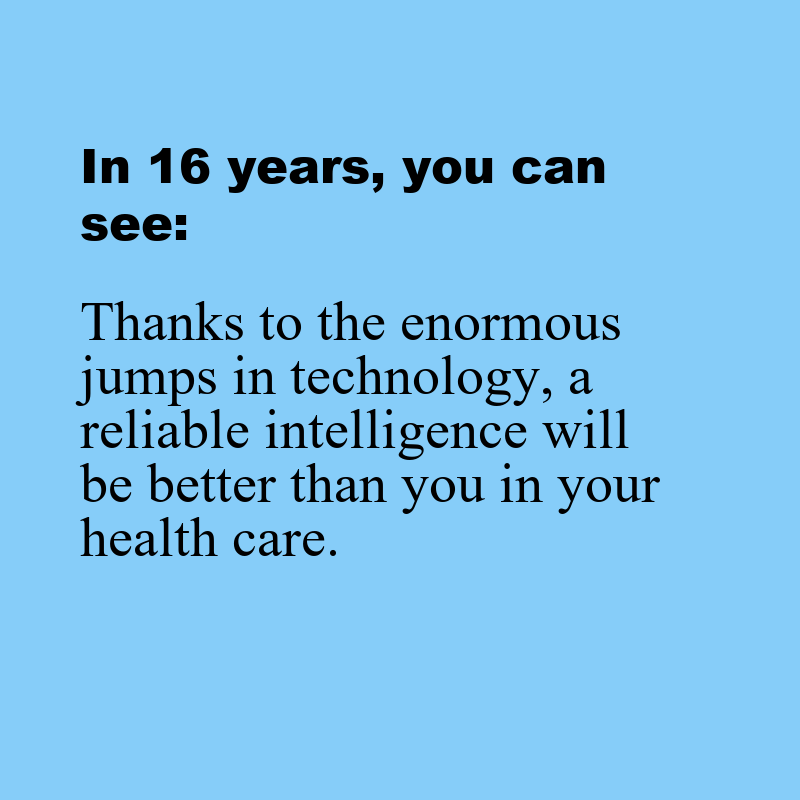 In 16 years, you can
see:
Thanks to the enormous
jumps in technology, a
reliable intelligence will
be better than you in your
health care.